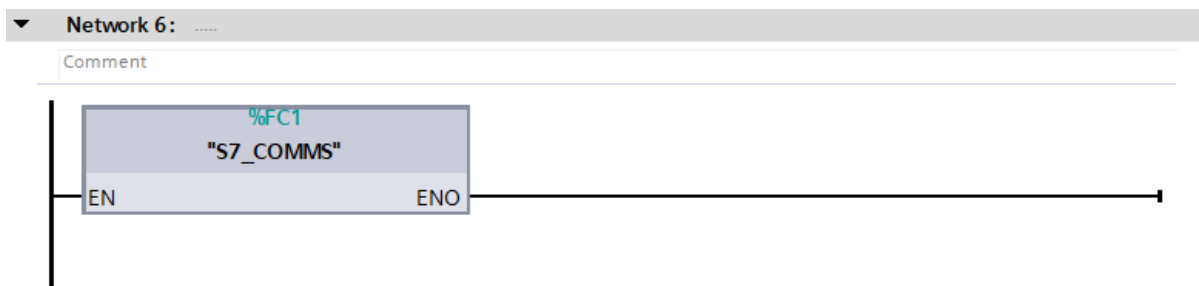 Network 6: .....
Comment
%FC1
"S7_COMMS"
EN ENO